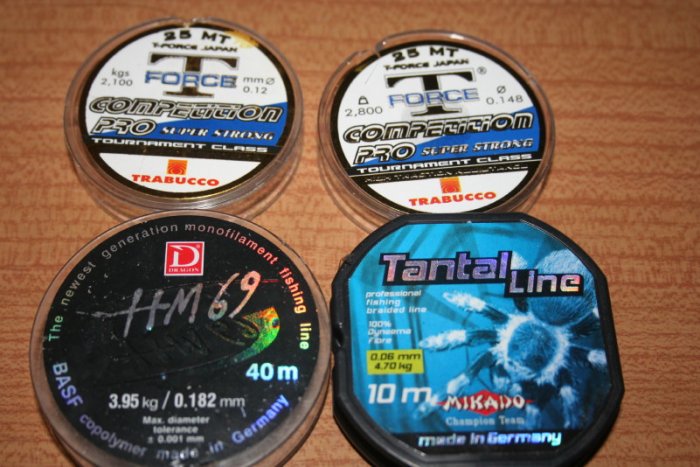 25 MT
T-FORCE JAPAN
T
kgs
2,100
FORCE
mm Ø
0.12
COMPETITION
PRO SUPER STRONG
TOURNAMENT CLASS
TRABUCCO
25 MT
T-FORCE JAPAN
T ®
2,800
FORCE
Ø
0.148
COMPETITION
PRO SUPER STRONG
TOURNAMENT CLASS
HIGH TRACTION RESISTANCE
TRABUCCO
The newest generation monofilament fishing line
D
DRAGON
HM69
40 m
3.95 kg / 0.182 mm
Max. diameter
tolerance
± 0.001 mm
BASF copolymer made in Germany
Tantal Line
professional
fishing
braided line
100%
Dyneema
Fibre
0.06 mm
4.70 kg
10 m
MIKADO
Champion Team
made in Germany